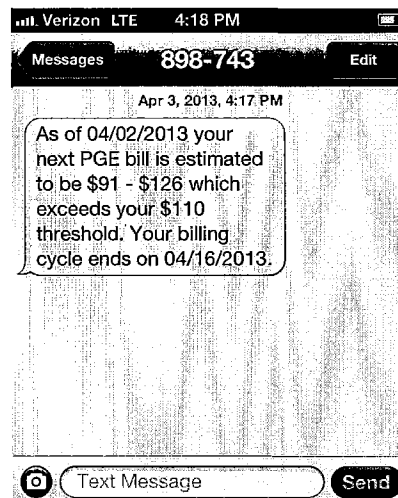 Verizon LTE 4:18 PM
Messages 898-743 Edit
Apr 3, 2013, 4:17 PM
As of 04/02/2013 your
next PGE bill is estimated
to be $91 - $126 which
exceeds your $110
threshold. Your billing
cycle ends on 04/16/2013.
Text Message Send